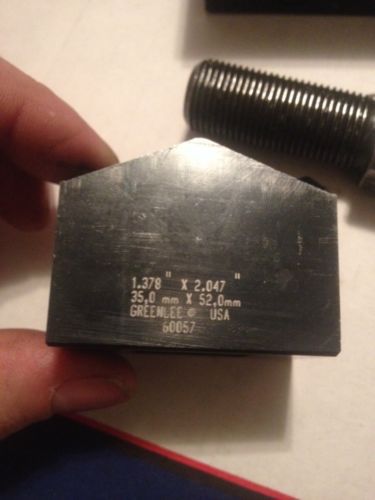 1.378" X 2.047"
35,0 mm X 52,0mm
GREENLEE © USA
60057